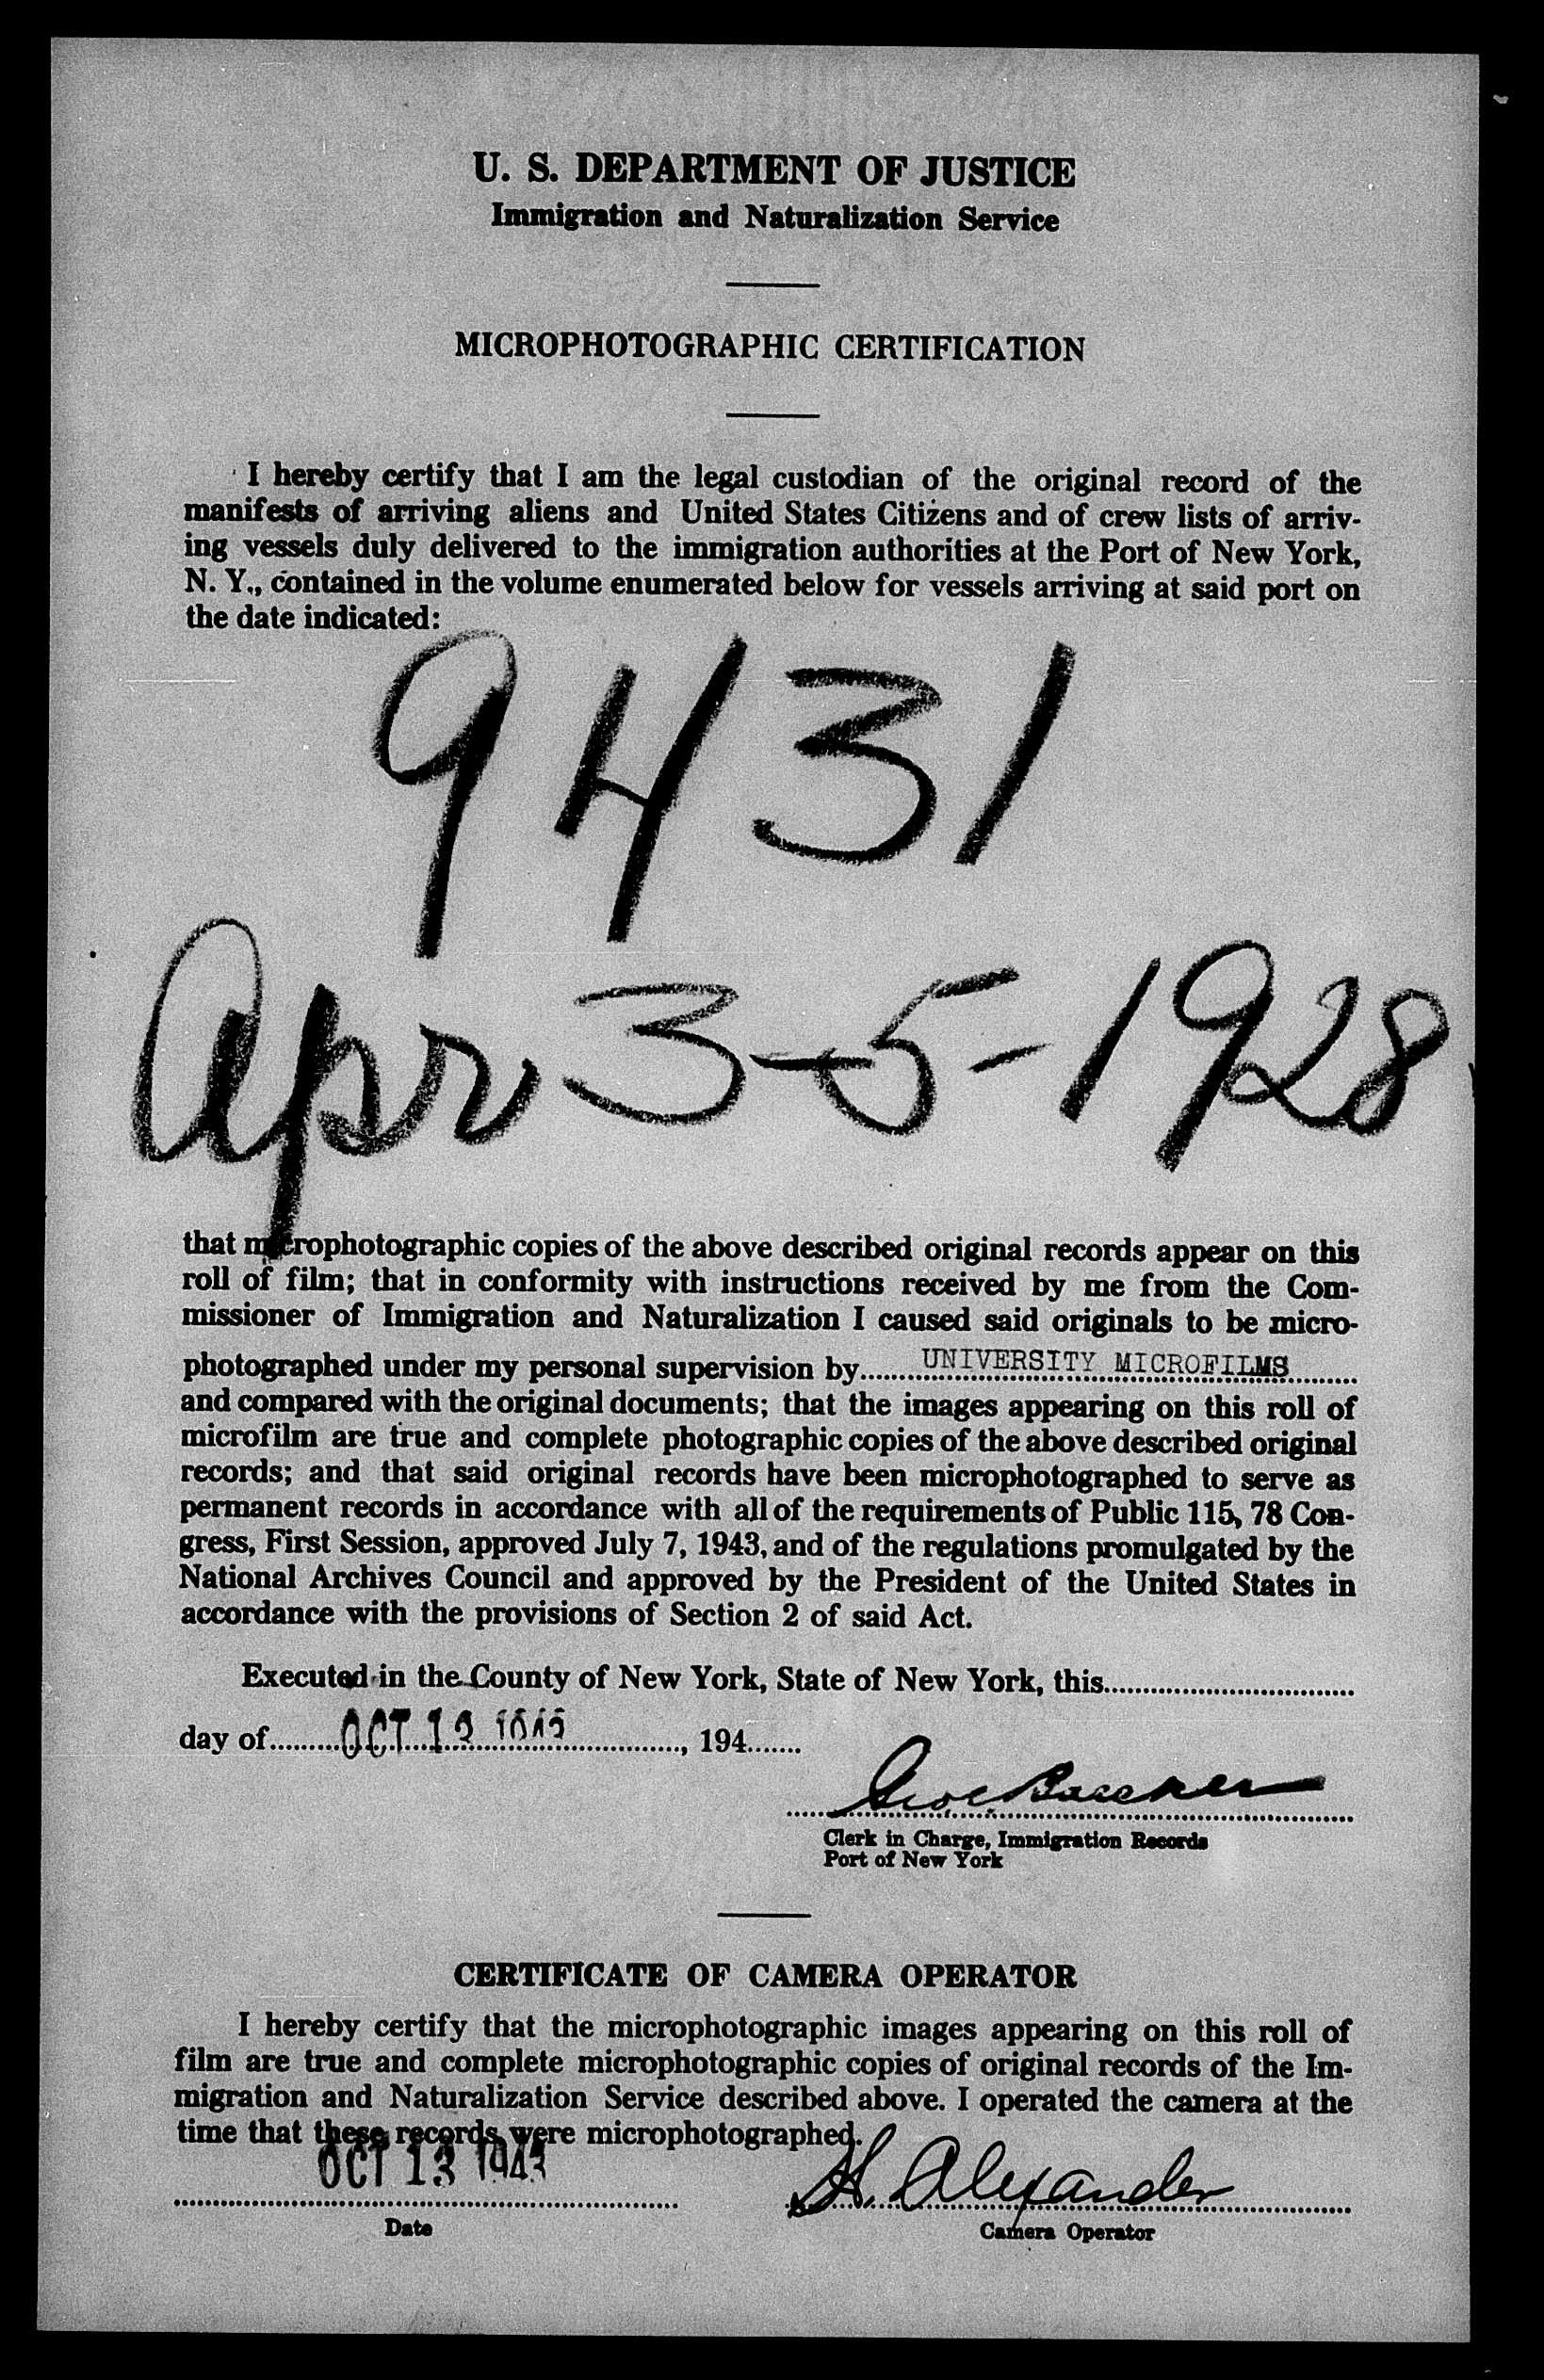 U. S. DEPARTMENT OF JUSTICE
Immigration and Naturalization Service
MICROPHOTOGRAPHIC CERTIFICATION
I hereby certify that I am the legal custodian of the original record of the
manifests of arriving aliens and United States Citizens and of crew lists of arriv-
ing vessels duly delivered to the immigration authorities at the Port of New York,
N. Y., contained in the volume enumerated below for vessels arriving at said port on
the date indicated:
9431
Apr 3-5-1928
that microphotographic copies of the above described original records appear on this
roll of film; that in conformity with instructions received by me from the Com-
missioner of Immigration and Naturalization I caused said originals to be micro-
photographed under my personal supervision by UNIVERSITY MICROFILMS
and compared with the original documents; that the images appearing on this roll of
microfilm are true and complete photographic copies of the above described original
records; and that said original records have been microphotographed to serve as
permanent records in accordance with all of the requirements of Public 115, 78 Con-
gress, First Session, approved July 7, 1943, and of the regulations promulgated by the
National Archives Council and approved by the President of the United States in
accordance with the provisions of Section 2 of said Act.
Executed in the County of New York, State of New York, this
day of OCT 13 1943, 194
Clerk in Charge, Immigration Records
Port of New York
CERTIFICATE OF CAMERA OPERATOR
I hereby certify that the microphotographic images appearing on this roll of
film are true and complete microphotographic copies of original records of the Im-
migration and Naturalization Service described above. I operated the camera at the
time that these records were microphotographed.
OCT 13 1943 H. Alexander
Date Camera Operator